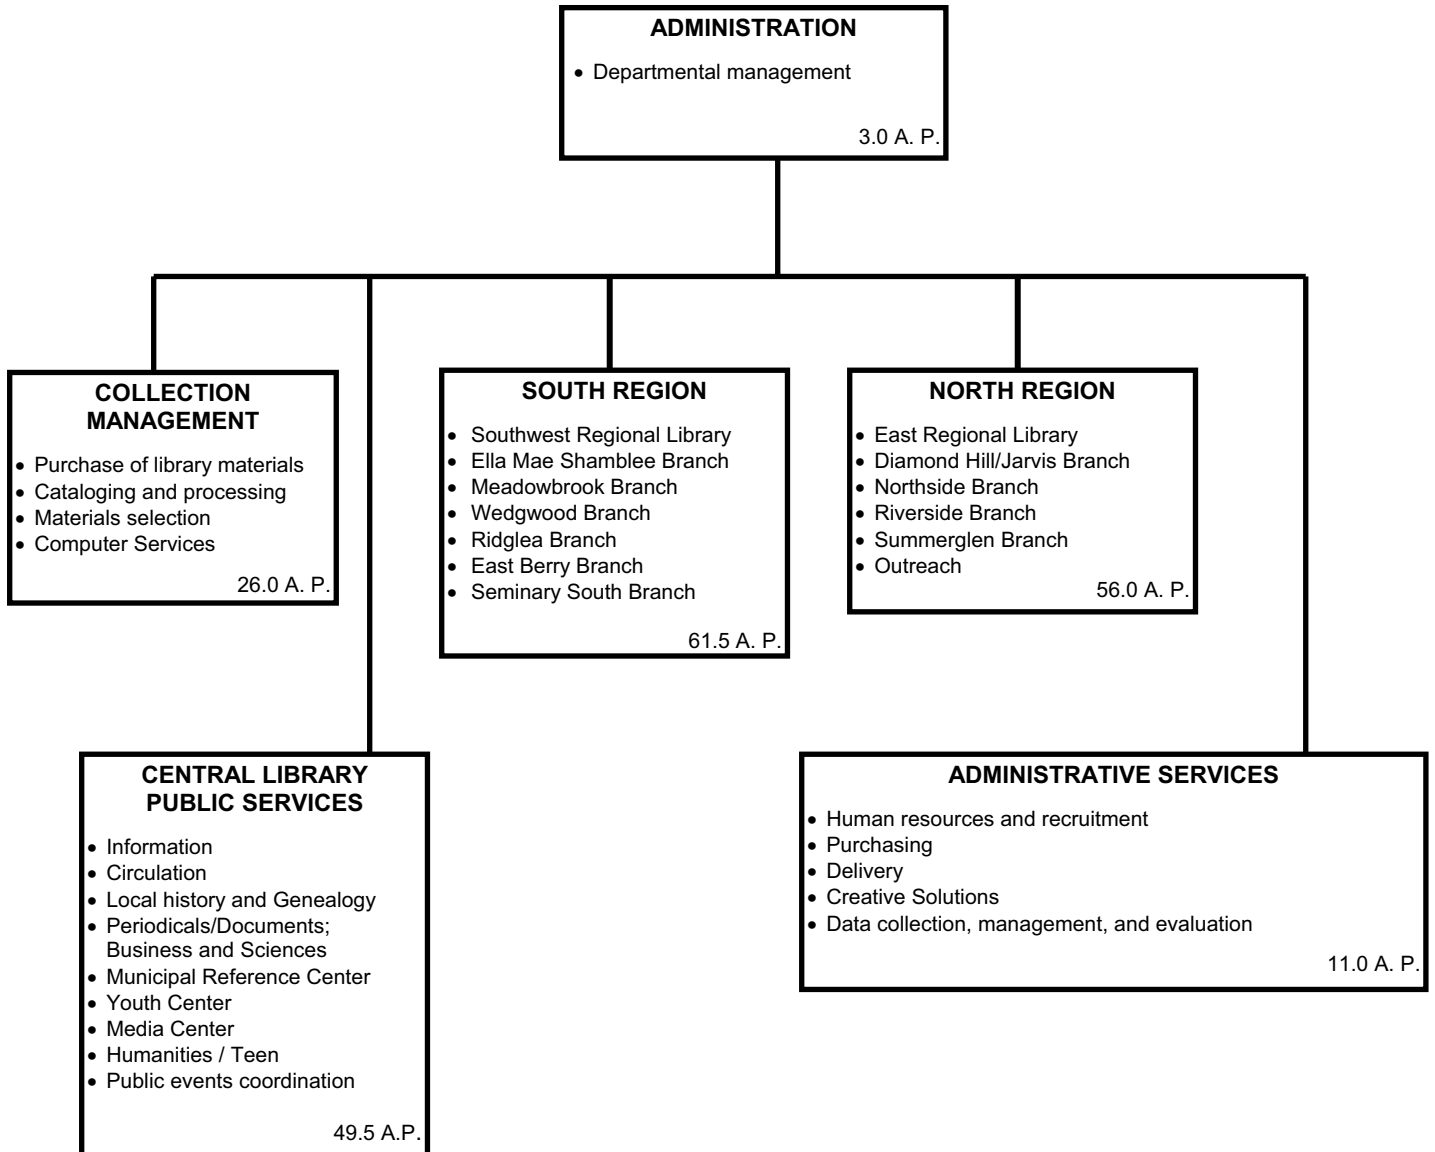 ADMINISTRATION
• Departmental management
3.0 A. P.
COLLECTION
MANAGEMENT
• Purchase of library materials
• Cataloging and processing
• Materials selection
• Computer Services
26.0 A. P.
SOUTH REGION
• Southwest Regional Library
• Ella Mae Shamblee Branch
• Meadowbrook Branch
• Wedgwood Branch
• Ridglea Branch
• East Berry Branch
• Seminary South Branch
61.5 A. P.
NORTH REGION
• East Regional Library
• Diamond Hill/Jarvis Branch
• Northside Branch
• Riverside Branch
• Summerglen Branch
• Outreach
56.0 A. P.
CENTRAL LIBRARY
PUBLIC SERVICES
• Information
• Circulation
• Local history and Genealogy
• Periodicals/Documents;
Business and Sciences
• Municipal Reference Center
• Youth Center
• Media Center
• Humanities / Teen
• Public events coordination
49.5 A.P.
ADMINISTRATIVE SERVICES
• Human resources and recruitment
• Purchasing
• Delivery
• Creative Solutions
• Data collection, management, and evaluation
11.0 A. P.